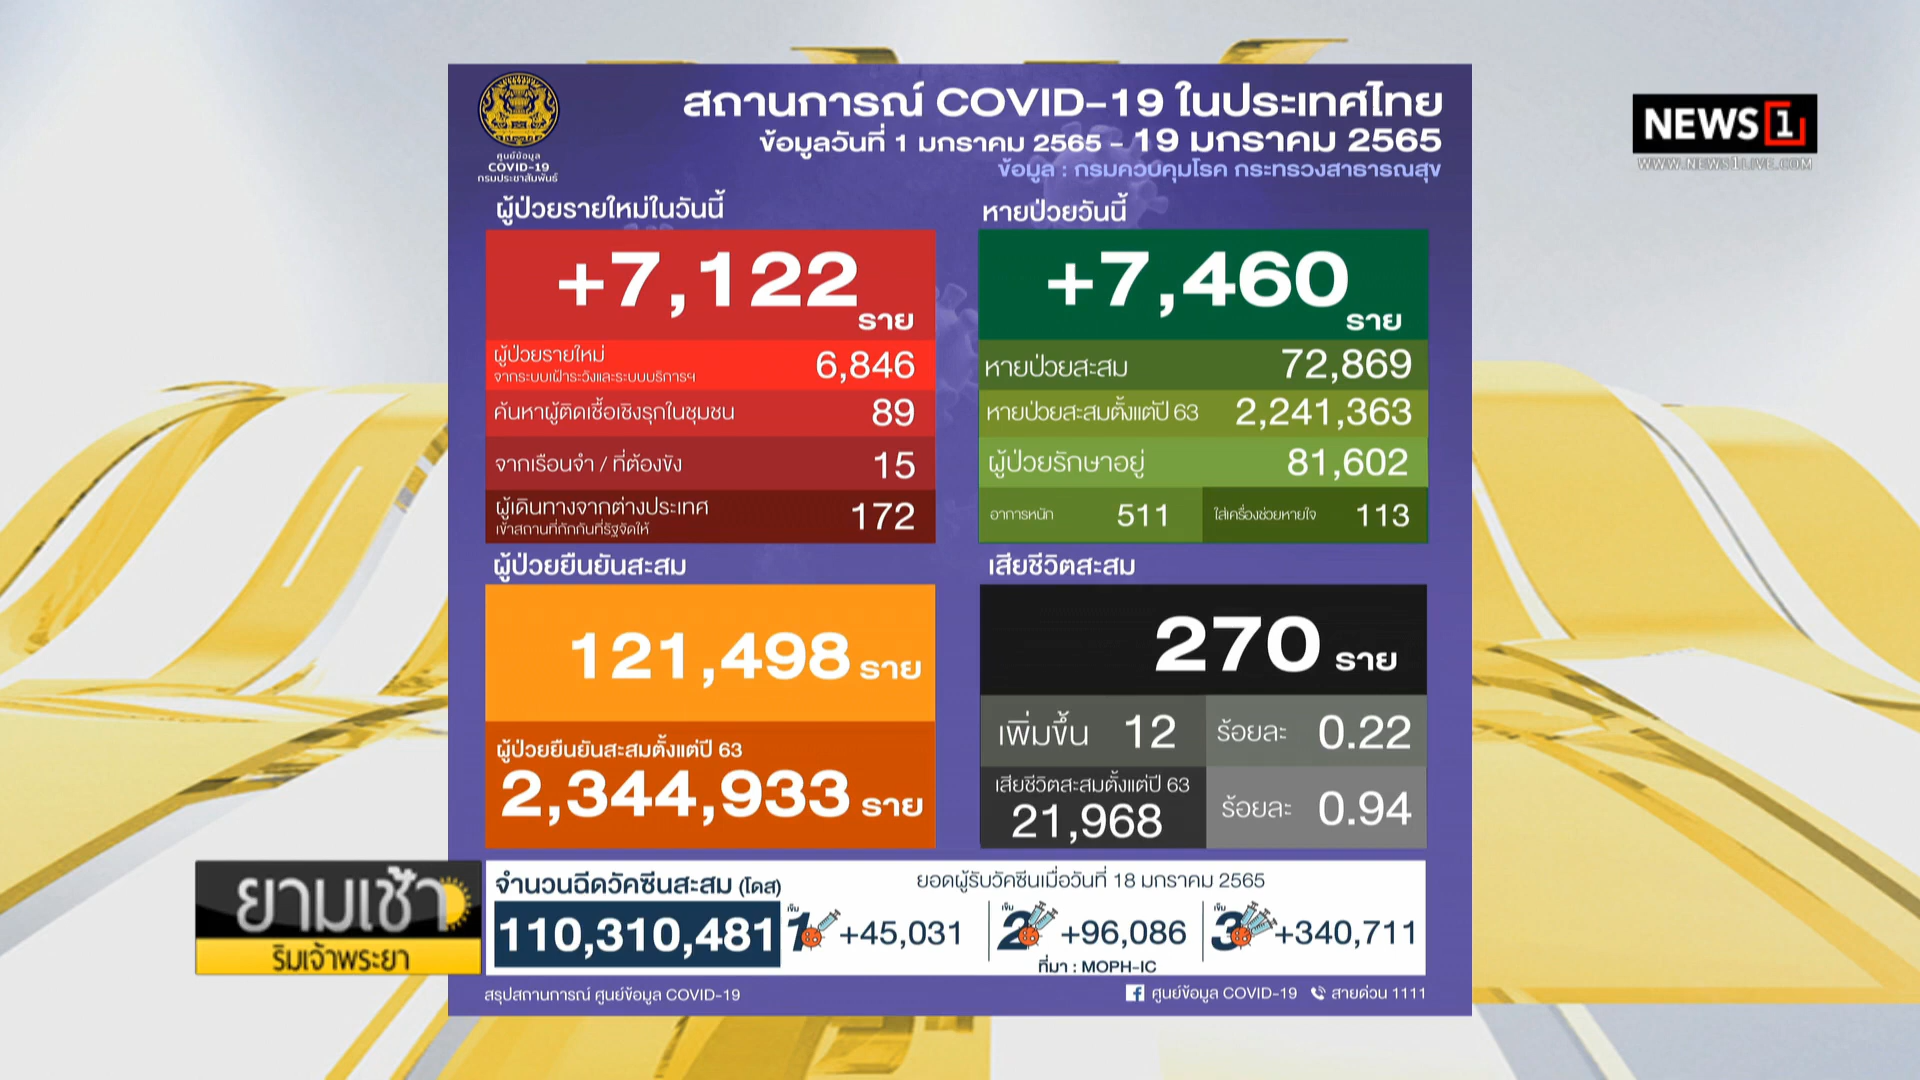 สถานการณ์ COVID-19 ในประเทศไทย
ข้อมูลวันที่ 1 มกราคม 2565 - 19 มกราคม 2565
ข้อมูล : กรมควบคุมโรค กระทรวงสาธารณสุข
ศูนย์ข้อมูล
COVID-19
กรมประชาสัมพันธ์
NEWS 1
WWW.NEWS1LIVE.COM
ผู้ป่วยรายใหม่ในวันนี้
+7,122 ราย
ผู้ป่วยรายใหม่ 6,846
จากระบบเฝ้าระวังและระบบบริการฯ
ค้นหาผู้ติดเชื้อเชิงรุกในชุมชน 89
จากเรือนจำ / ที่ต้องขัง 15
ผู้เดินทางจากต่างประเทศ 172
เข้าสถานที่กักกันที่รัฐจัดให้
หายป่วยวันนี้
+7,460 ราย
หายป่วยสะสม 72,869
หายป่วยสะสมตั้งแต่ปี 63 2,241,363
ผู้ป่วยรักษาอยู่ 81,602
อาการหนัก 511 ใส่เครื่องช่วยหายใจ 113
ผู้ป่วยยืนยันสะสม
121,498 ราย
ผู้ป่วยยืนยันสะสมตั้งแต่ปี 63
2,344,933 ราย
เสียชีวิตสะสม
270 ราย
เพิ่มขึ้น 12 ร้อยละ 0.22
เสียชีวิตสะสมตั้งแต่ปี 63
21,968 ร้อยละ 0.94
จำนวนฉีดวัคซีนสะสม (โดส)
110,310,481
ยอดผู้รับวัคซีนเมื่อวันที่ 18 มกราคม 2565
เข็ม 1 +45,031 เข็ม 2 +96,086 เข็ม 3 +340,711
ที่มา : MOPH-IC
สรุปสถานการณ์ ศูนย์ข้อมูล COVID-19
ศูนย์ข้อมูล COVID-19 สายด่วน 1111
ยามเช้า
ริมเจ้าพระยา